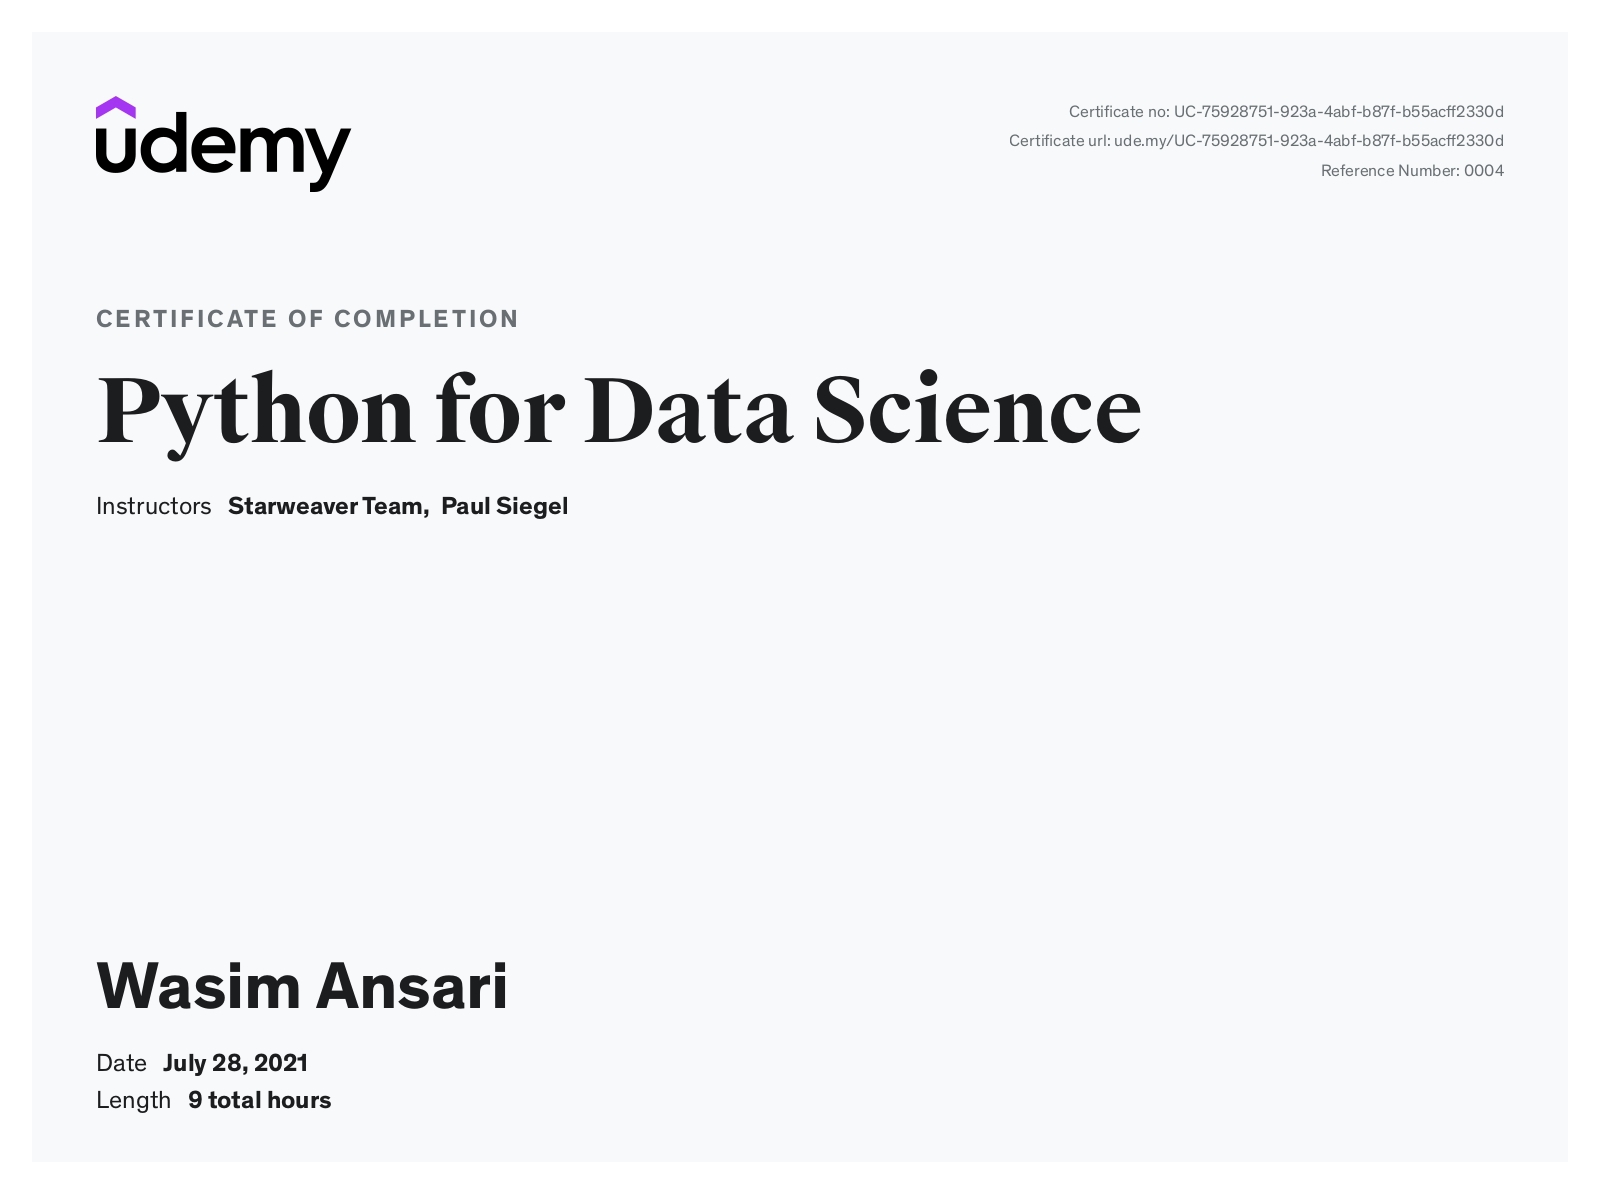 udemy
Certificate no: UC-75928751-923a-4abf-b87f-b55acff2330d
Certificate url: ude.my/UC-75928751-923a-4abf-b87f-b55acff2330d
Reference Number: 0004
CERTIFICATE OF COMPLETION
Python for Data Science
Instructors Starweaver Team, Paul Siegel
Wasim Ansari
Date July 28, 2021
Length 9 total hours